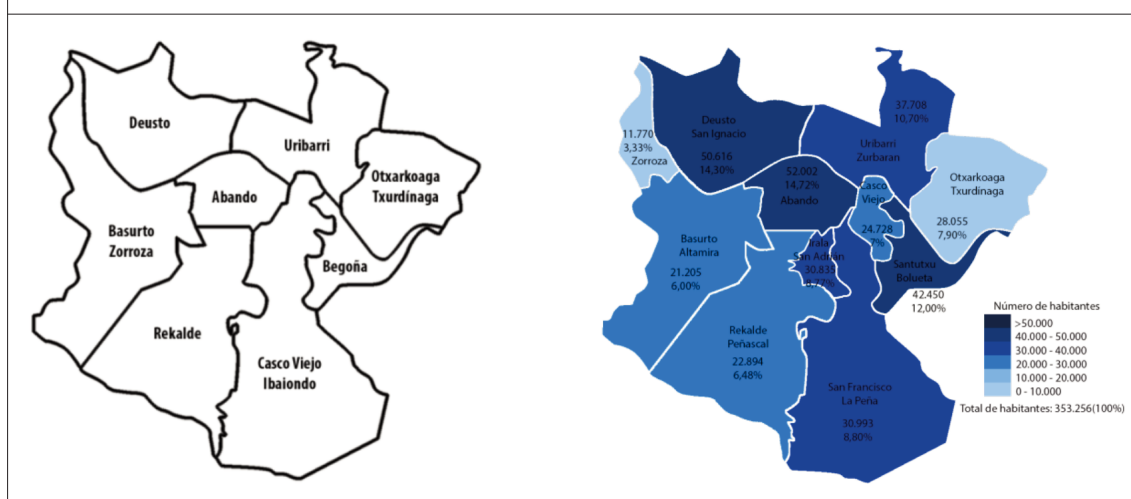 Deusto
Uribarri
Otxarkoaga
Txurdínaga
Abando
Basurto
Zorroza
Begoña
Rekalde
Casco Viejo
Ibaiondo
37.708
10,70%
Deusto
San Ignacio
11.770
3,33%
Zorroza
50.616
14,30%
Uribarri
Zurbaran
52.002
14,72%
Abando
Casco
Viejo
Otxarkoaga
Txurdinaga
28.055
7,90%
24.728
7%
Basurto
Altamira
21.205
6,00%
Irala
San Adrian
30.835
8,77%
Santutxu
Bolueta
42.450
12,00%
Rekalde
Peñascal
22.894
6,48%
San Francisco
La Peña
30.993
8,80%
Número de habitantes
>50.000
40.000 - 50.000
30.000 - 40.000
20.000 - 30.000
10.000 - 20.000
0 - 10.000
Total de habitantes: 353.256(100%)